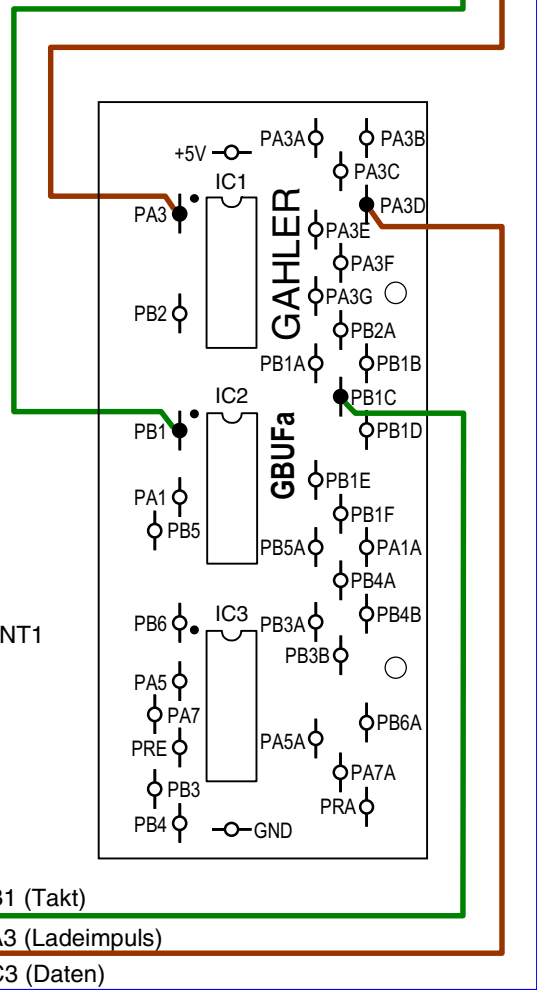 PA3A
PA3B
+5V
PA3C
IC1
PA3
PA3D
GAHLER
PA3E
PA3F
PA3G
PB2
PB2A
PB1A
PB1B
IC2
PB1C
PB1
PB1D
GBUFa
PB1E
PA1
PB1F
PB5
PB5A
PA1A
PB4A
IC3
PB4B
PB6
PB3A
NT1
PB3B
PA5
PA7
PB6A
PRE
PA5A
PA7A
PB3
PRA
PB4
GND
B1 (Takt)
A3 (Ladeimpuls)
C3 (Daten)